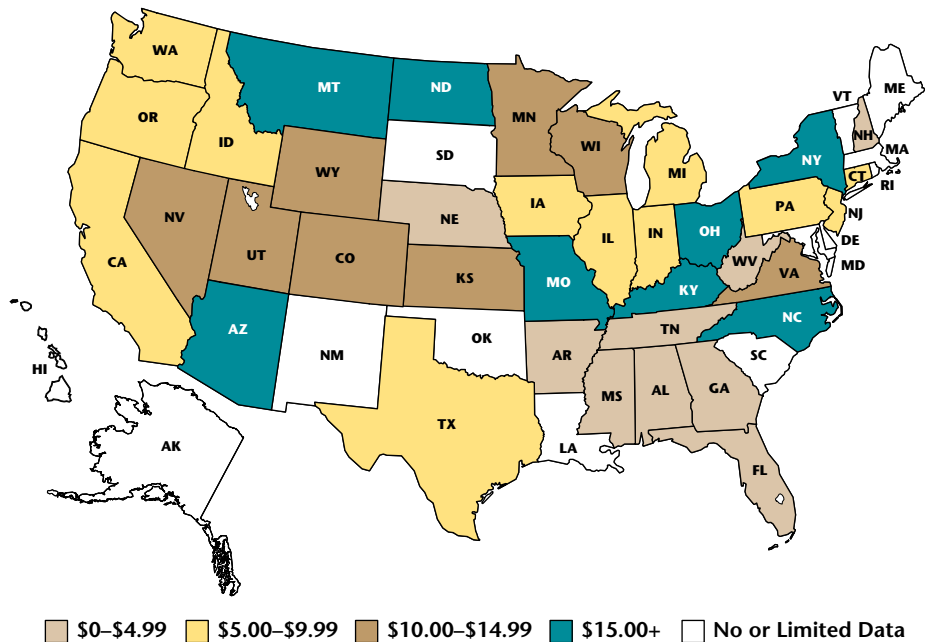 WA
MT
ND
OR
ID
MN
SD
WI
WY
MI
VT
ME
NH
MA
NY
CT
RI
NE
IA
PA
NJ
NV
IL
IN
OH
UT
CO
DE
MD
WV
CA
KS
MO
VA
KY
NC
AZ
NM
OK
TN
AR
SC
HI
MS
AL
GA
TX
LA
AK
FL
$0–$4.99 $5.00–$9.99 $10.00–$14.99 $15.00+ No or Limited Data